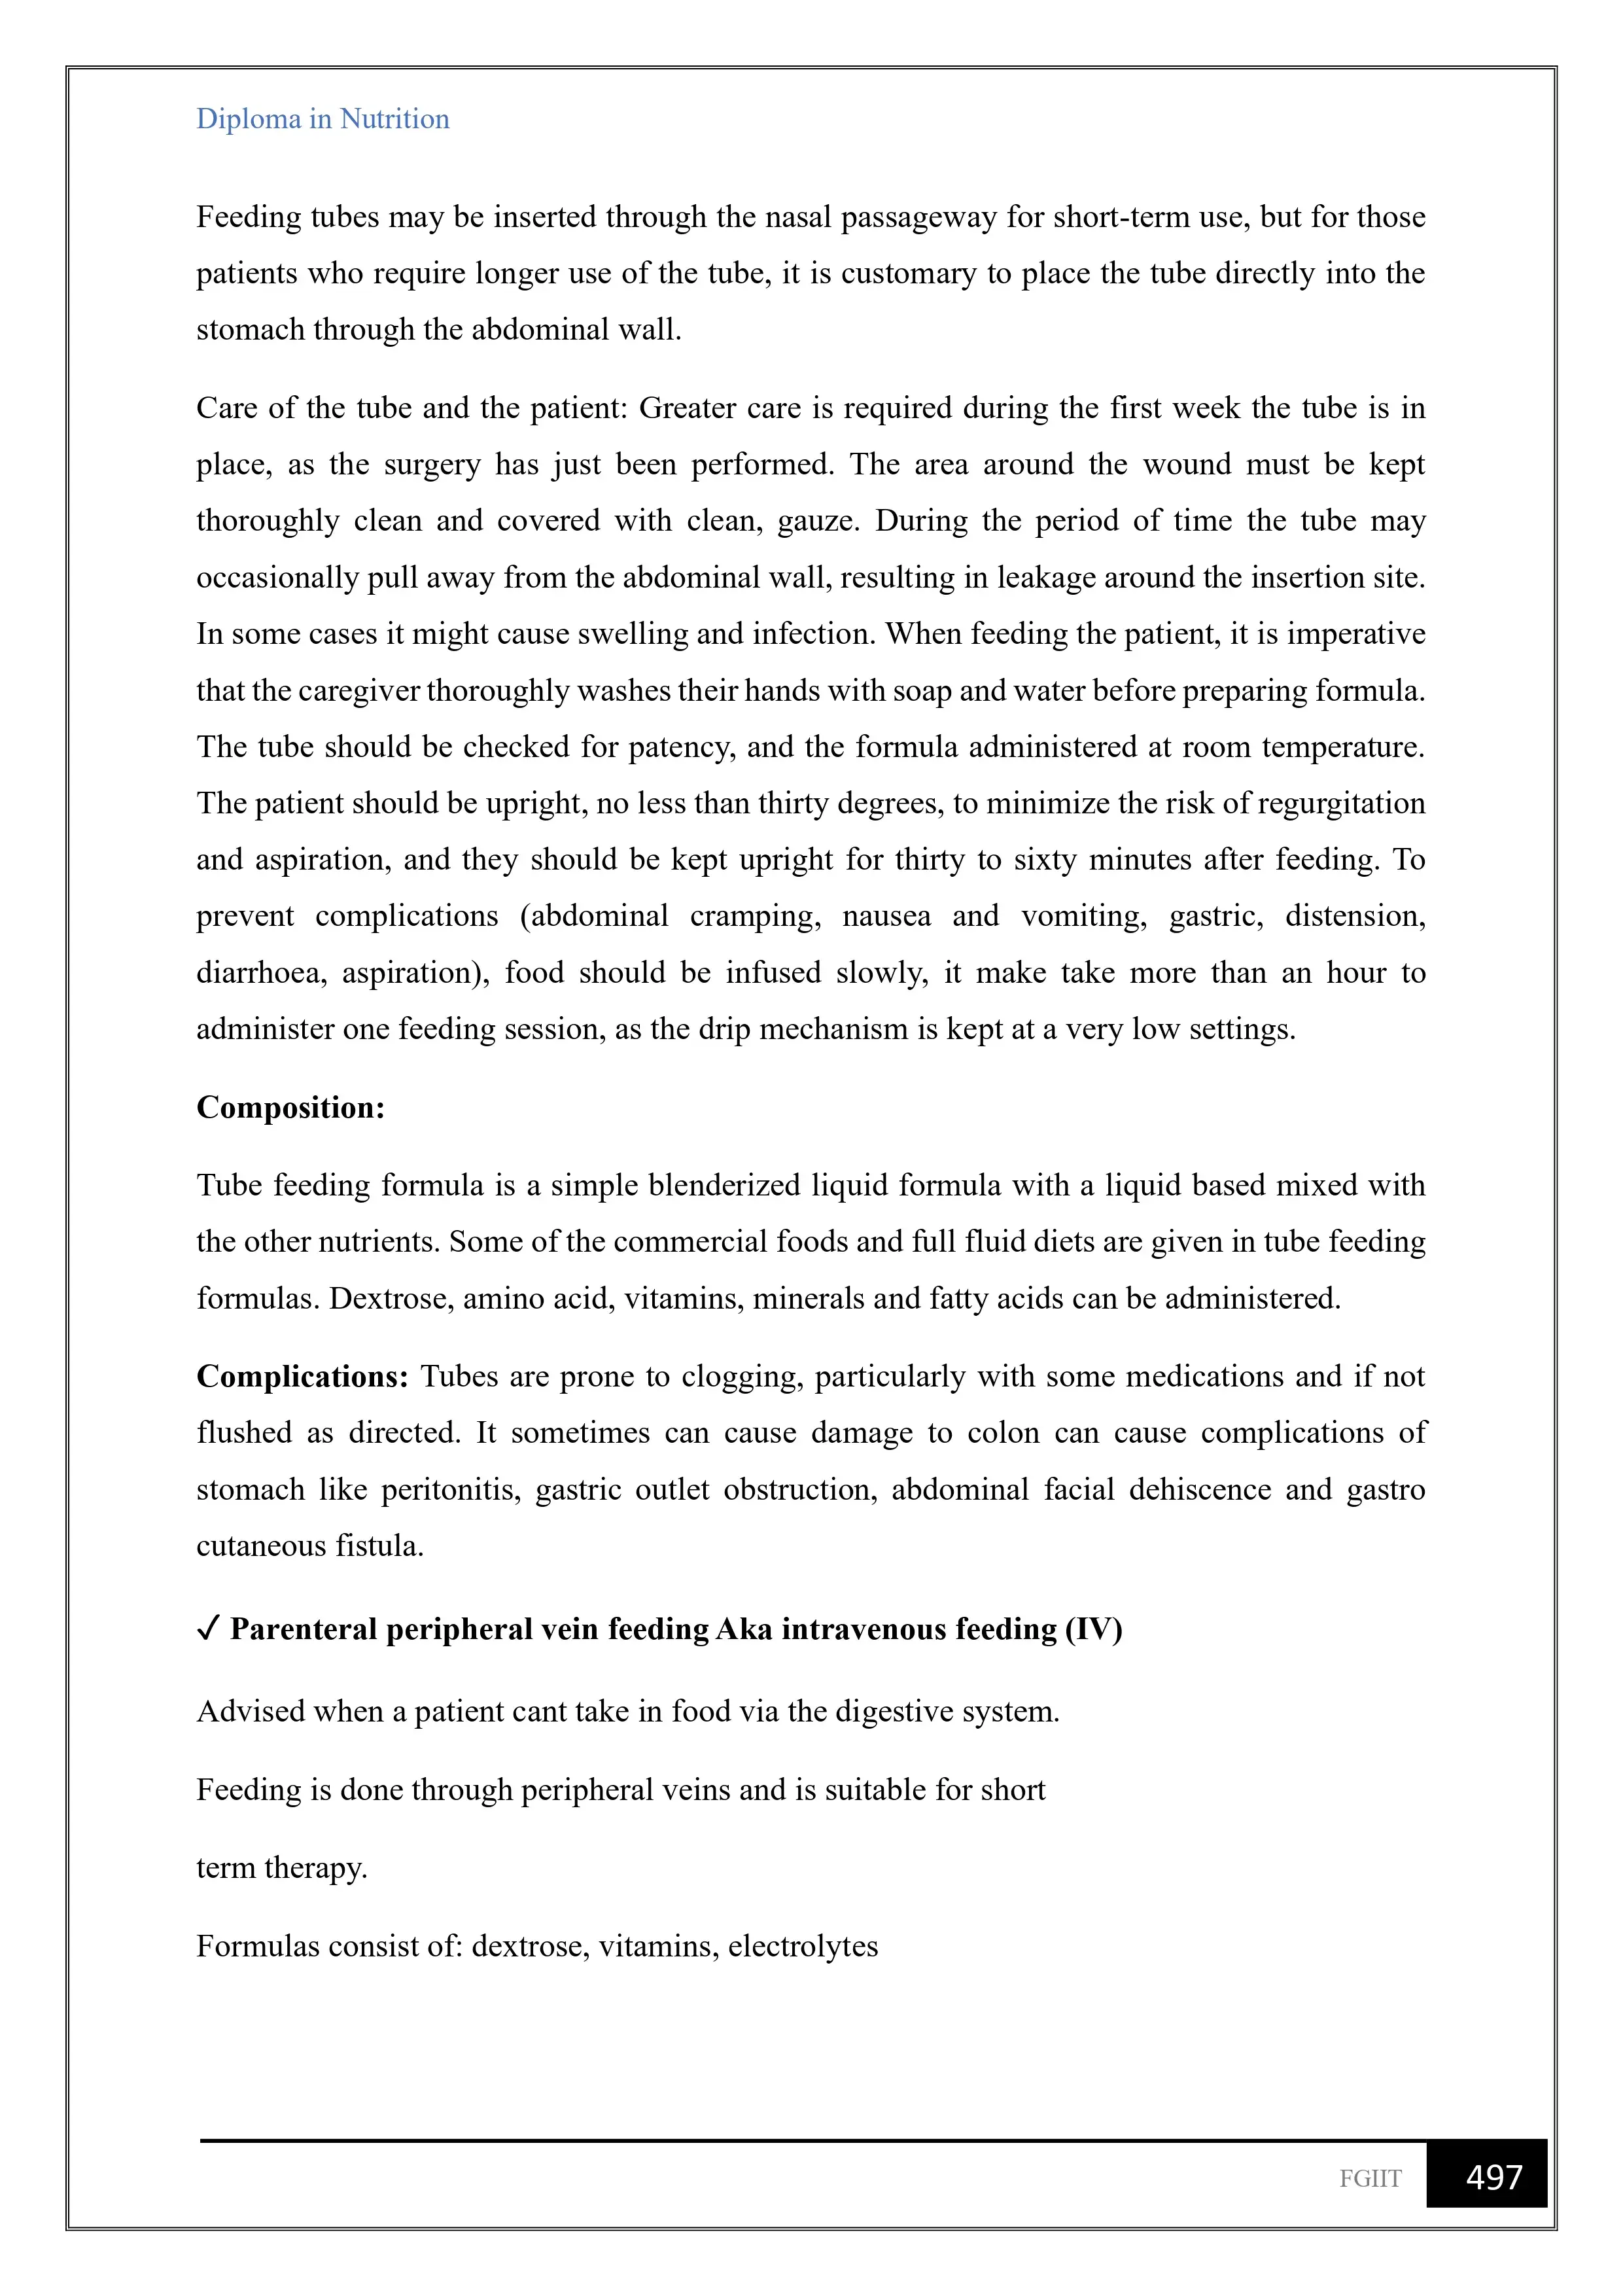 Diploma in Nutrition
Feeding tubes may be inserted through the nasal passageway for short-term use, but for those
patients who require longer use of the tube, it is customary to place the tube directly into the
stomach through the abdominal wall.
Care of the tube and the patient: Greater care is required during the first week the tube is in
place, as the surgery has just been performed. The area around the wound must be kept
thoroughly clean and covered with clean, gauze. During the period of time the tube may
occasionally pull away from the abdominal wall, resulting in leakage around the insertion site.
In some cases it might cause swelling and infection. When feeding the patient, it is imperative
that the caregiver thoroughly washes their hands with soap and water before preparing formula.
The tube should be checked for patency, and the formula administered at room temperature.
The patient should be upright, no less than thirty degrees, to minimize the risk of regurgitation
and aspiration, and they should be kept upright for thirty to sixty minutes after feeding. To
prevent complications (abdominal cramping, nausea and vomiting, gastric, distension,
diarrhoea, aspiration), food should be infused slowly, it make take more than an hour to
administer one feeding session, as the drip mechanism is kept at a very low settings.
Composition:
Tube feeding formula is a simple blenderized liquid formula with a liquid based mixed with
the other nutrients. Some of the commercial foods and full fluid diets are given in tube feeding
formulas. Dextrose, amino acid, vitamins, minerals and fatty acids can be administered.
Complications: Tubes are prone to clogging, particularly with some medications and if not
flushed as directed. It sometimes can cause damage to colon can cause complications of
stomach like peritonitis, gastric outlet obstruction, abdominal facial dehiscence and gastro
cutaneous fistula.
✓ Parenteral peripheral vein feeding Aka intravenous feeding (IV)
Advised when a patient cant take in food via the digestive system.
Feeding is done through peripheral veins and is suitable for short
term therapy.
Formulas consist of: dextrose, vitamins, electrolytes
FGIIT 497